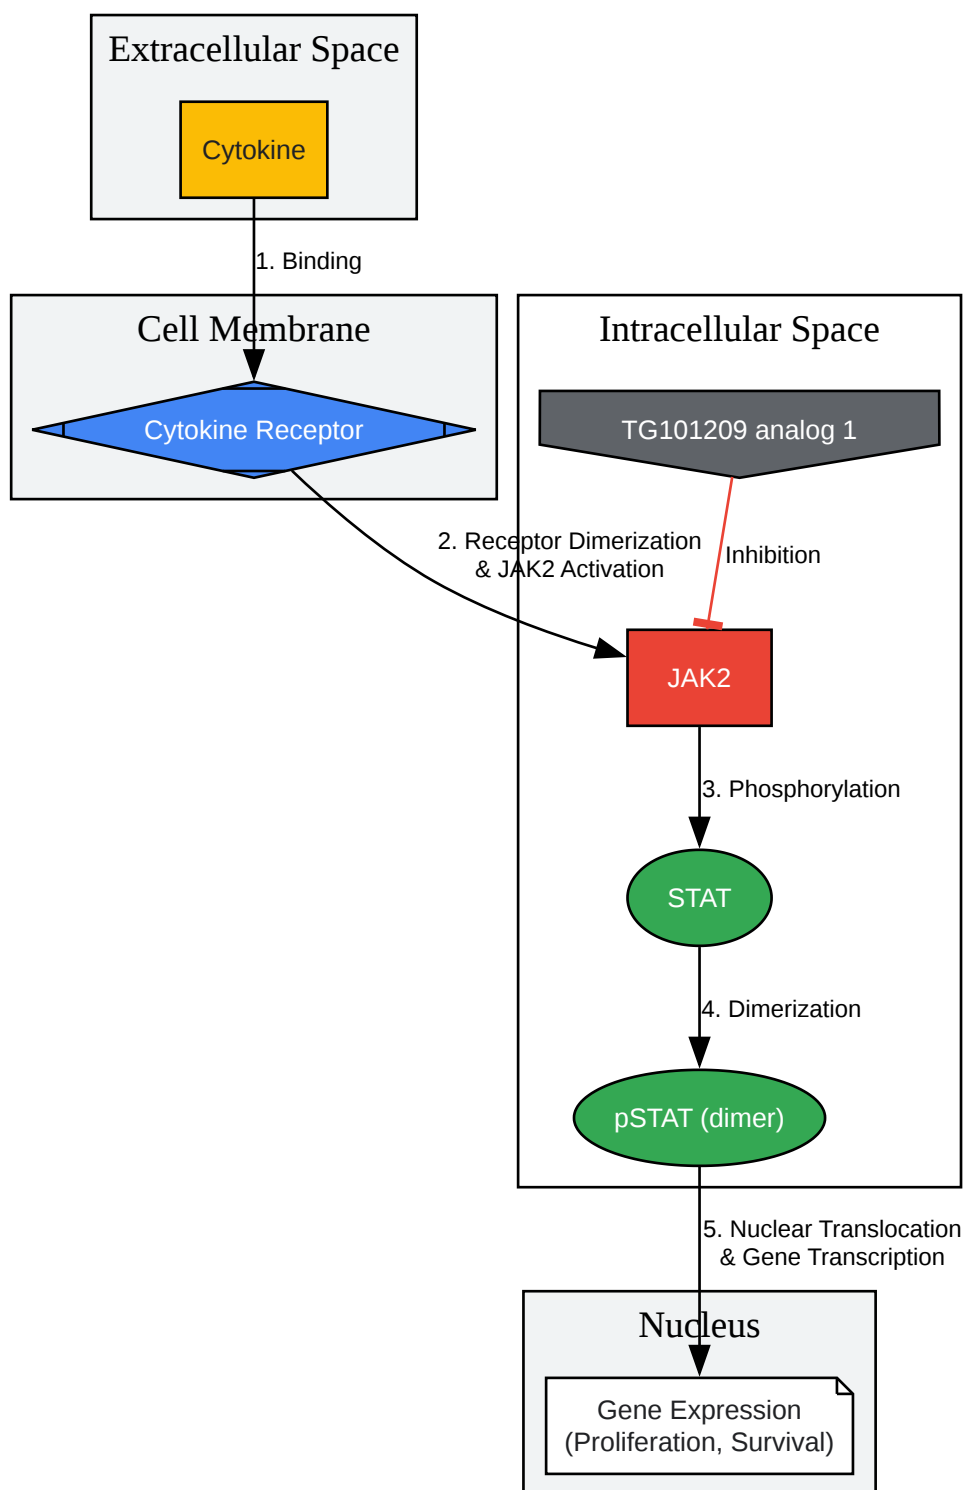 Extracellular Space
Cytokine
1. Binding
Cell Membrane
Cytokine Receptor
Intracellular Space
TG101209 analog 1
2. Receptor Dimerization
& JAK2 Activation
Inhibition
JAK2
3. Phosphorylation
STAT
4. Dimerization
pSTAT (dimer)
5. Nuclear Translocation
& Gene Transcription
Nucleus
Gene Expression
(Proliferation, Survival)